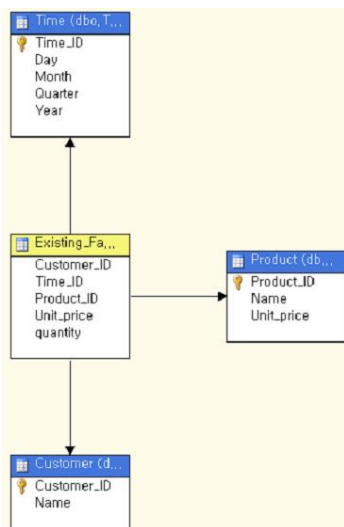 Time (dbo,T...
Time_ID
Day
Month
Quarter
Year
Existing_Fa...
Customer_ID
Time_ID
Product_ID
Unit_price
quantity
Product (db...
Product_ID
Name
Unit_price
Customer (d...
Customer_ID
Name